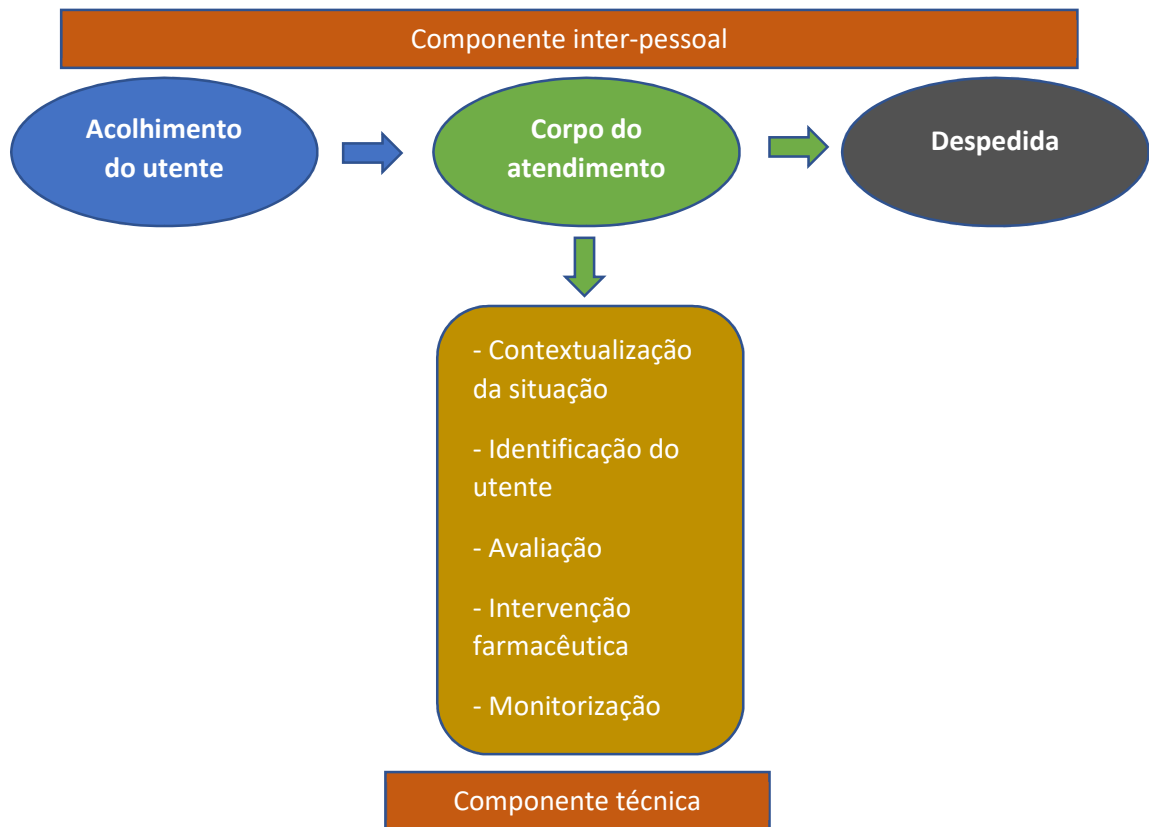 Componente inter-pessoal
Acolhimento
do utente
Corpo do
atendimento
Despedida
- Contextualização
da situação
- Identificação do
utente
- Avaliação
- Intervenção
farmacêutica
- Monitorização
Componente técnica